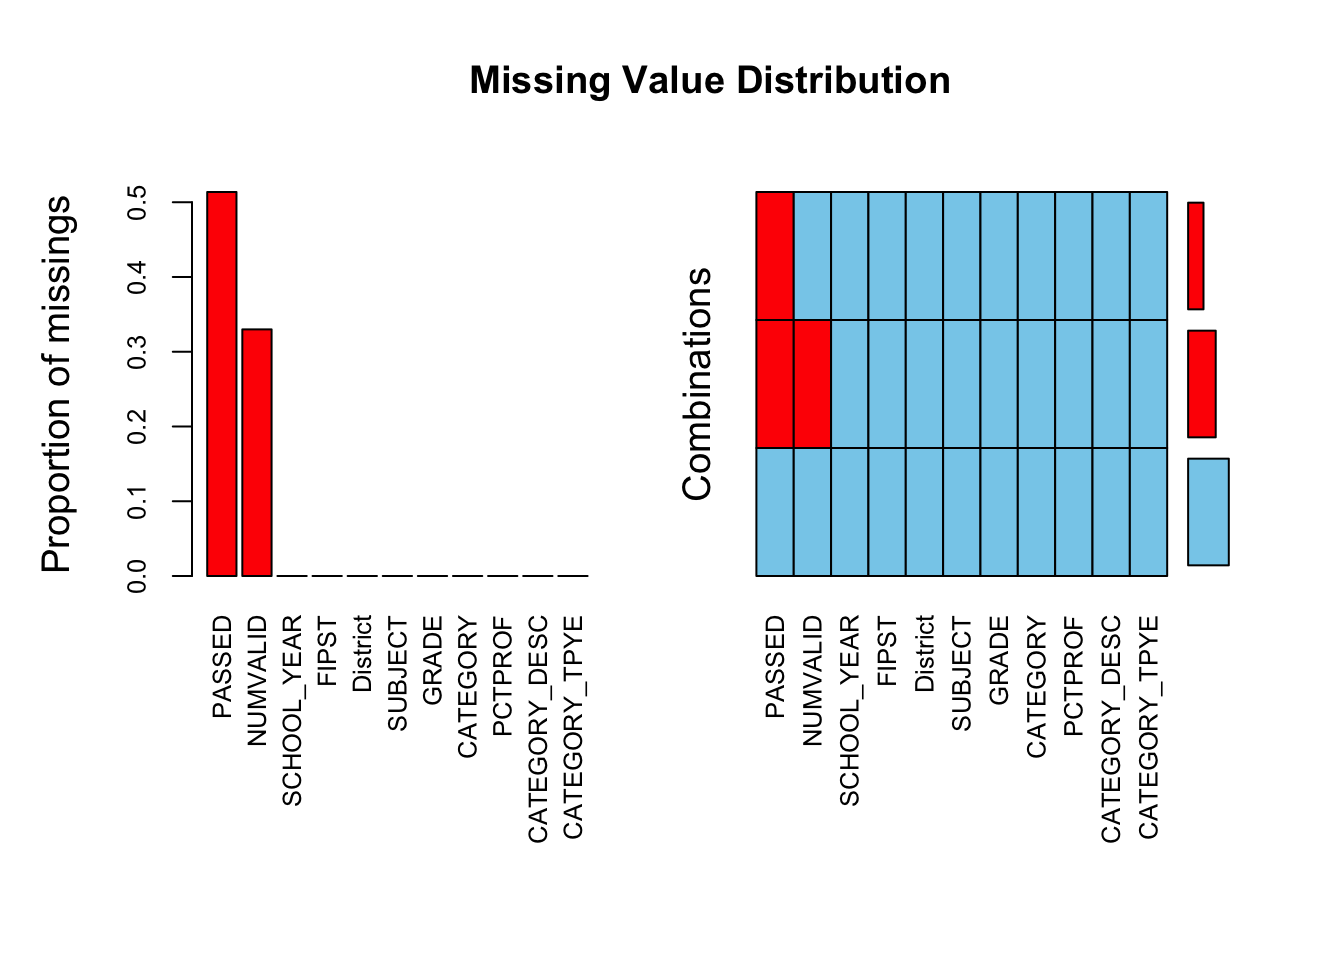 Missing Value Distribution
Proportion of missings
0.5
0.4
0.3
0.2
0.1
0.0
PASSED
NUMVALID
SCHOOL_YEAR
FIPST
District
SUBJECT
GRADE
CATEGORY
PCTPROF
CATEGORY_DESC
CATEGORY_TPYE
Combinations
PASSED
NUMVALID
SCHOOL_YEAR
FIPST
District
SUBJECT
GRADE
CATEGORY
PCTPROF
CATEGORY_DESC
CATEGORY_TPYE